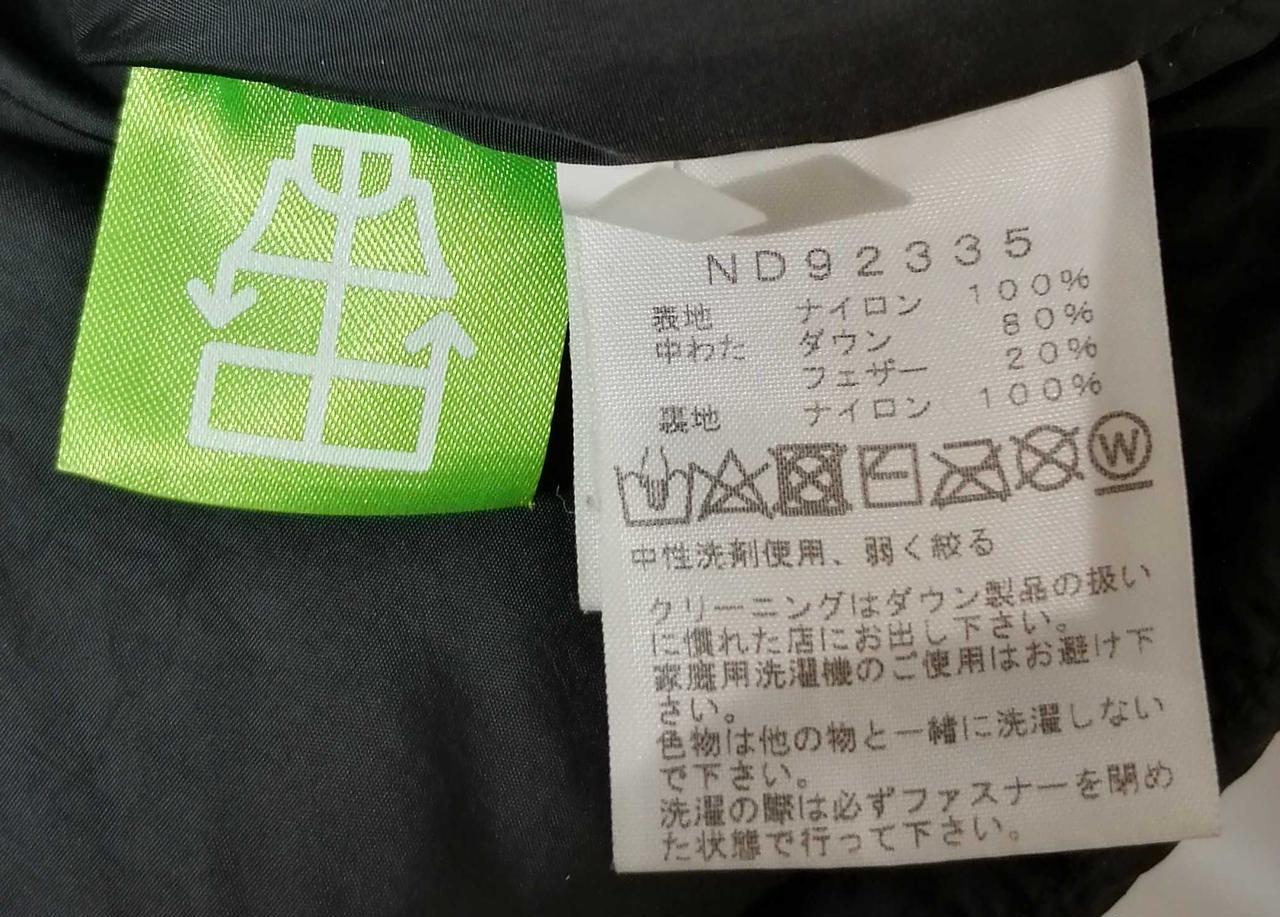 ND92335
表地 ナイロン 100%
中わた ダウン 80%
フェザー 20%
裏地 ナイロン 100%
W
中性洗剤使用、弱く絞る
クリーニングはダウン製品の扱い
に慣れた店にお出し下さい。
家庭用洗濯機のご使用はお避け下
さい。
色物は他の物と一緒に洗濯しない
で下さい。
洗濯の際は必ずファスナーを閉め
た状態で行って下さい。